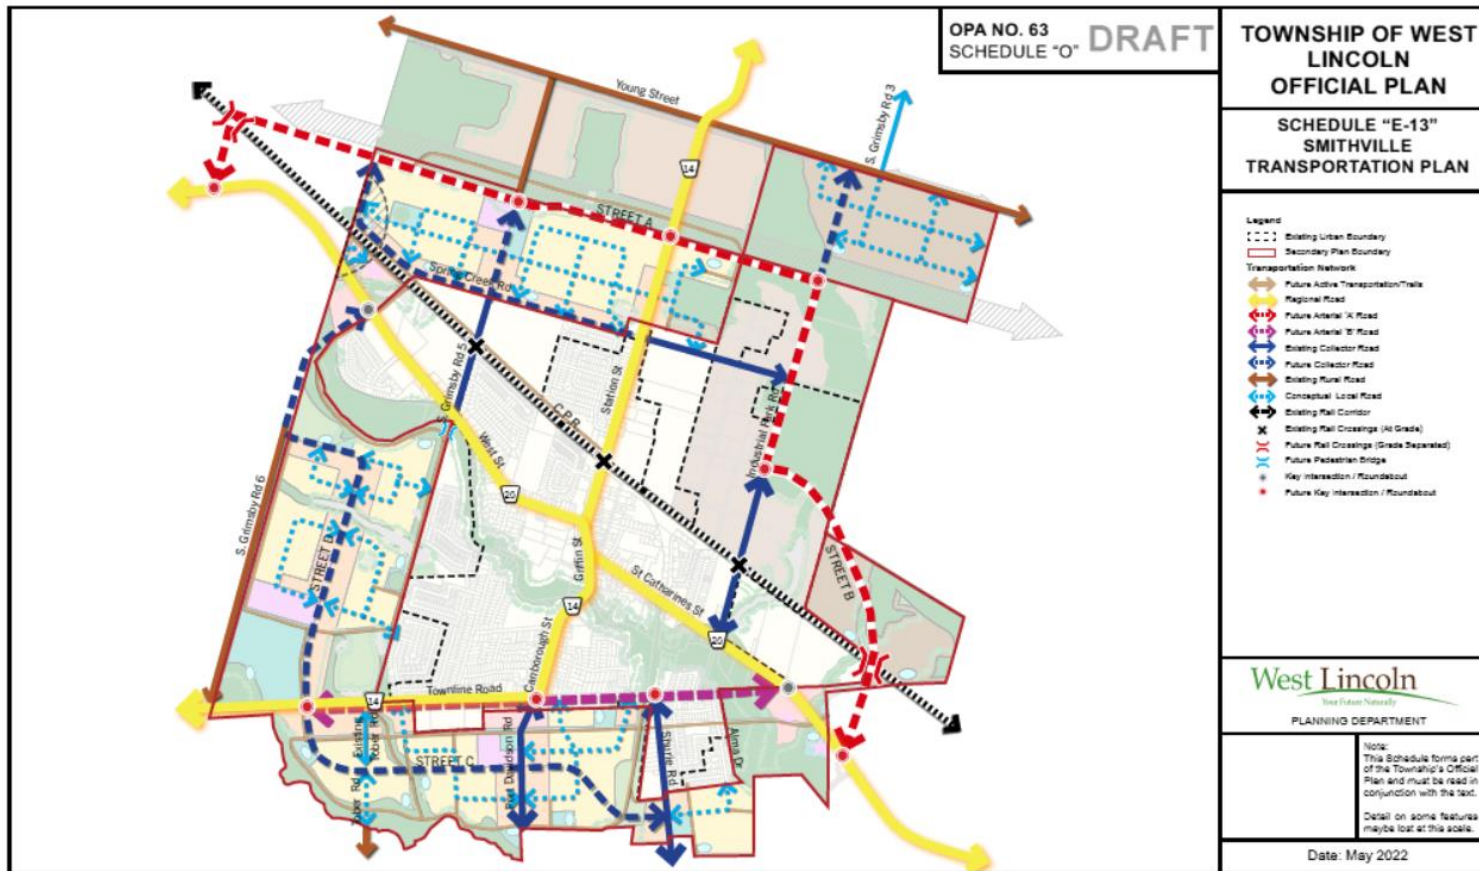 OPA NO. 63
SCHEDULE "O"
DRAFT
TOWNSHIP OF WEST
LINCOLN
OFFICIAL PLAN
SCHEDULE "E-13"
SMITHVILLE
TRANSPORTATION PLAN
Legend
Existing Urban Boundary
Secondary Plan Boundary
Transportation Network
Future Active Transportation/Trails
Regional Road
Future Arterial 'A' Road
Future Arterial 'B' Road
Existing Collector Road
Future Collector Road
Existing Rural Road
Conceptual Local Road
Existing Rail Corridor
Existing Rail Crossings (At Grade)
Future Rail Crossings (Grade Separated)
Future Pedestrian Bridge
Key Intersection / Roundabout
Future Key Intersection / Roundabout
West Lincoln
Your Future Naturally
PLANNING DEPARTMENT
Note:
This Schedule forms part
of the Township's Official
Plan and must be read in
conjunction with the text.
Detail on some features
maybe lost at this scale.
Date: May 2022
Young Street
S. Grimsby Rd 3
14
STREET A
Spring Creek Rd
S. Grimsby Rd 5
Station St
C.P.R.
Industrial Park Rd
West St
20
S. Grimsby Rd 6
STREET D
Griffin St
STREET B
St Catharines St
14
20
Canborough St
Townline Road
14
Existing
Tober Rd
STREET C
Tober Rd
Port Davidson Rd
Shurie Rd
Alma Dr